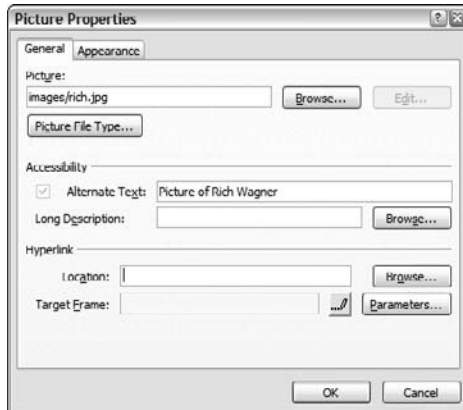 Picture Properties
General Appearance
Picture:
images/rich.jpg Browse... Edit...
Picture File Type...
Accessibility
Alternate Text: Picture of Rich Wagner
Long Description: Browse...
Hyperlink
Location: Browse...
Target Frame: Parameters...
OK Cancel